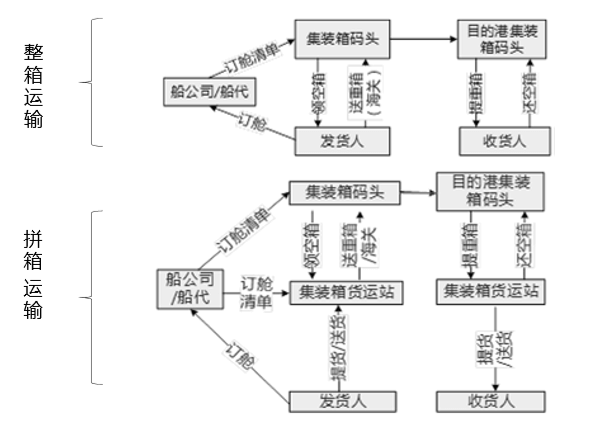 整
箱
运
输
集装箱码头
目的港集装
箱码头
订舱清单
船公司/船代
领空箱
送重箱
(海关)
提重箱
还空箱
订舱
发货人
收货人
拼
箱
运
输
集装箱码头
目的港集装
箱码头
订舱清单
领空箱
送重箱
/海关
提重箱
还空箱
船公司
/船代
订舱
清单
集装箱货运站
集装箱货运站
订舱
提货/送货
提货
/送货
发货人
收货人